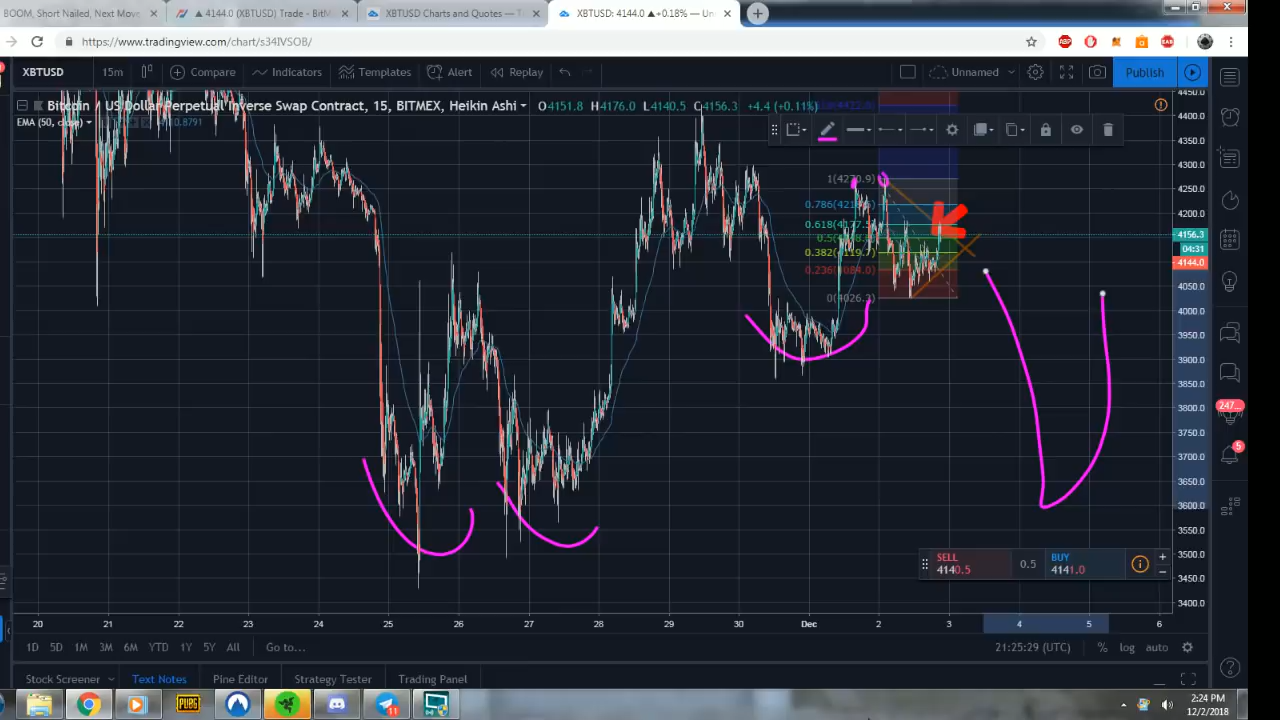 BOOM, Short Nailed, Next Move
▲ 4144.0 (XBTUSD) Trade - BitM
XBTUSD Charts and Quotes — T
XBTUSD: 4144.0 ▲+0.18% — Un
https://www.tradingview.com/chart/s34IVSOB/
XBTUSD 15m Compare Indicators Templates Alert Replay Unnamed Publish
Bitcoin / US Dollar Perpetual Inverse Swap Contract, 15, BITMEX, Heikin Ashi O4151.8 H4176.0 L4140.5 C4156.3 +4.4 (+0.11%)
EMA (50, close)
4450.0
4400.0
4350.0
4300.0
4250.0
4200.0
4156.3
04:31
4144.0
4100.0
4050.0
4000.0
3950.0
3900.0
3850.0
3800.0
3750.0
3700.0
3650.0
3600.0
3550.0
3500.0
3450.0
3400.0
1(4270.9)
0.382(4119.7)
0(4026.3)
SELL
4140.5
0.5
BUY
4141.0
247...
5
20 21 22 23 24 25 26 27 28 29 30 Dec 2 3 4 5 6
1D 5D 1M 3M 6M YTD 1Y 5Y All Go to... 21:25:29 (UTC) % log auto
Stock Screener Text Notes Pine Editor Strategy Tester Trading Panel
PUBG
11
2:24 PM
12/2/2018